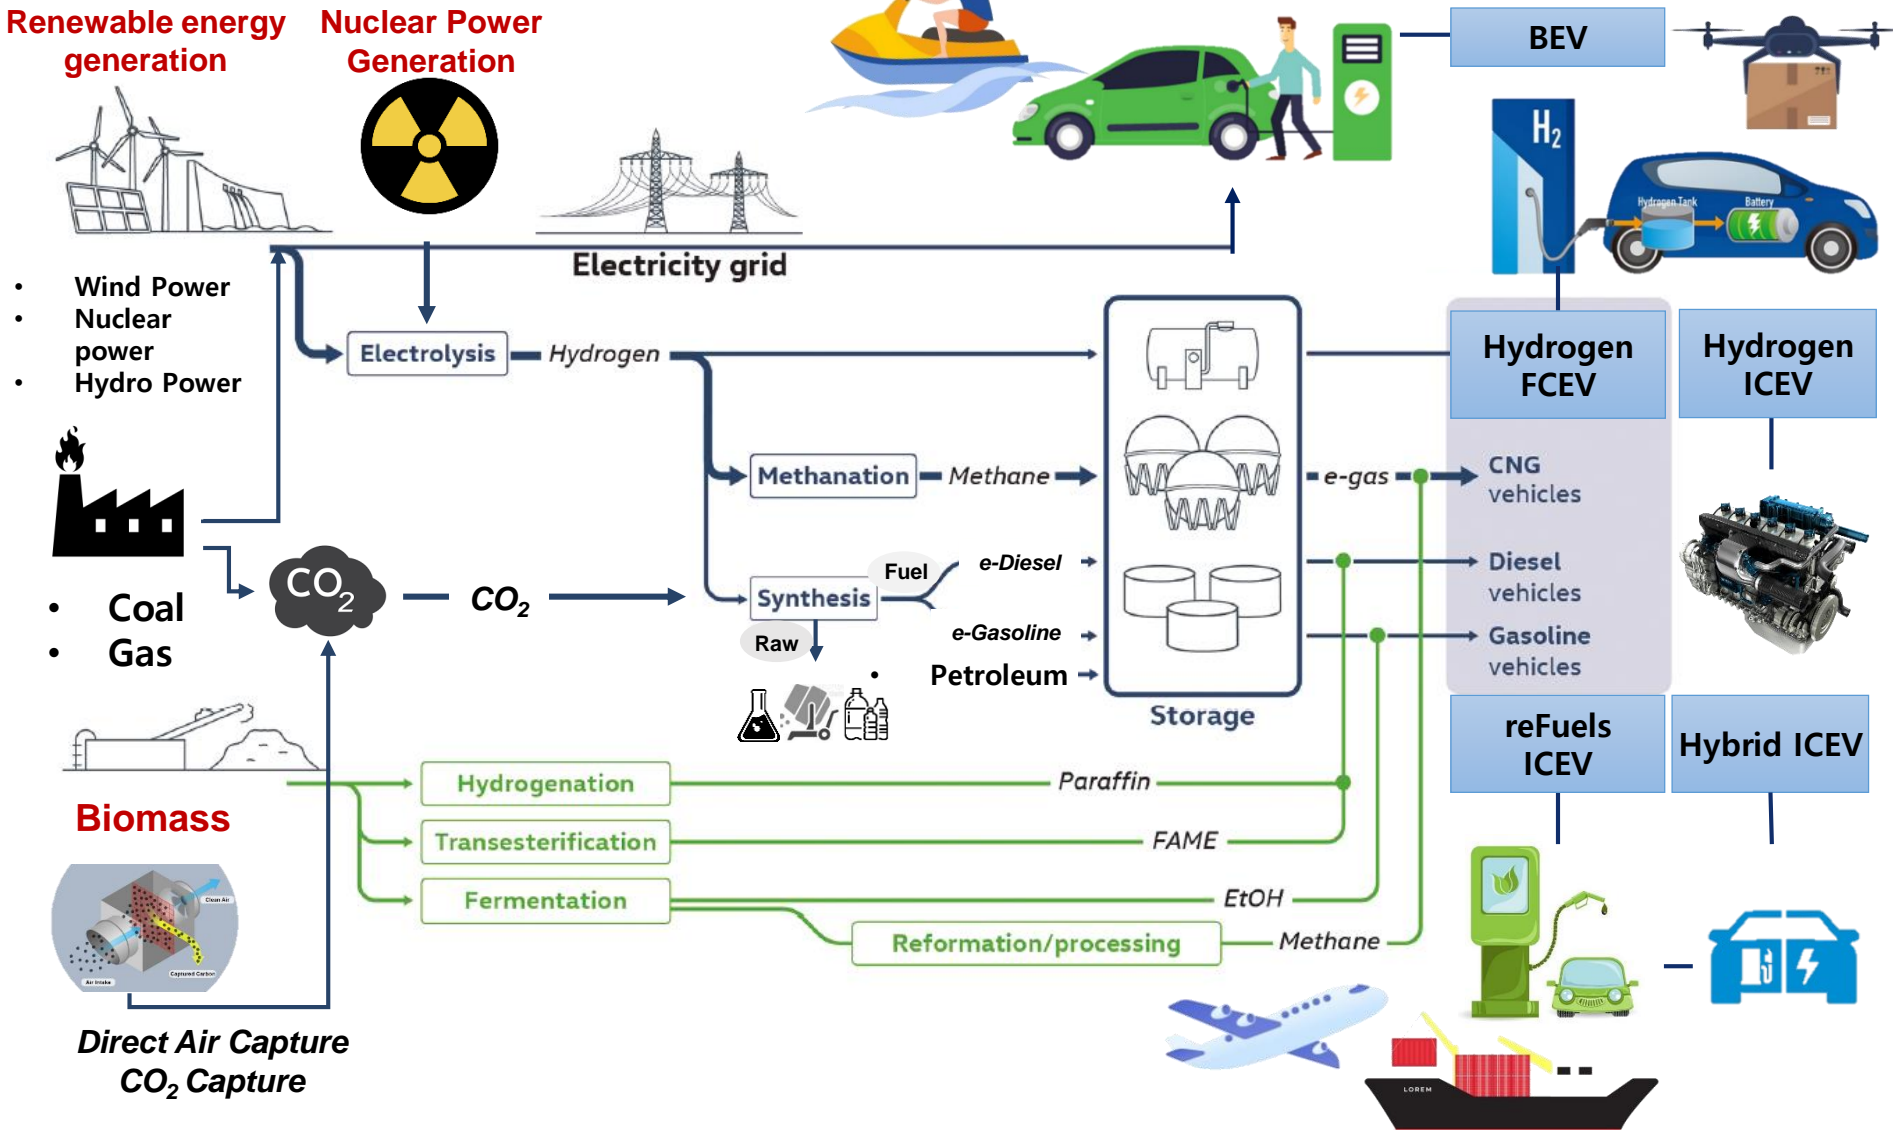 Renewable energy
generation
Nuclear Power
Generation
BEV
H2
Hydrogen Tank
Battery
Electricity grid
• Wind Power
• Nuclear
power
• Hydro Power
Electrolysis
Hydrogen
Hydrogen
FCEV
Hydrogen
ICEV
Methanation
Methane
e-gas
CNG
vehicles
CO2
CO2
Synthesis
Fuel
e-Diesel
Diesel
vehicles
• Coal
• Gas
Raw
e-Gasoline
Gasoline
vehicles
• Petroleum
Storage
reFuels
ICEV
Hybrid ICEV
Biomass
Hydrogenation
Paraffin
Transesterification
FAME
Fermentation
EtOH
Reformation/processing
Methane
Clean Air
Captured Carbon
Air Intake
Direct Air Capture
CO2 Capture
LOREM